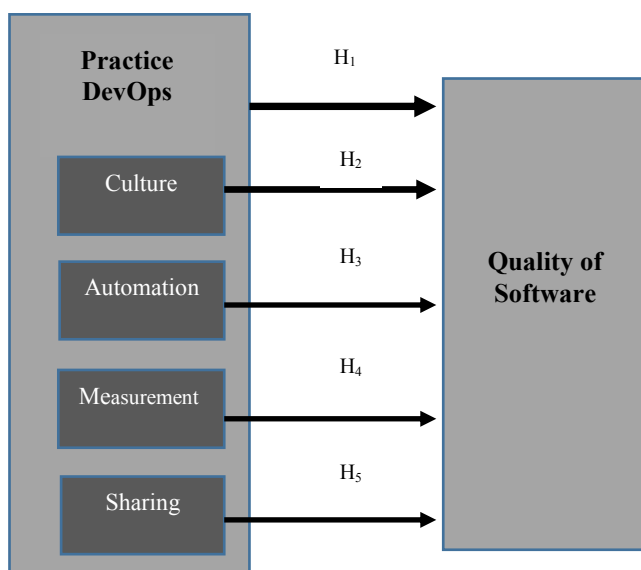 Practice
DevOps
H₁
Culture
H₂
Automation
H₃
Measurement
H₄
Sharing
H₅
Quality of
Software